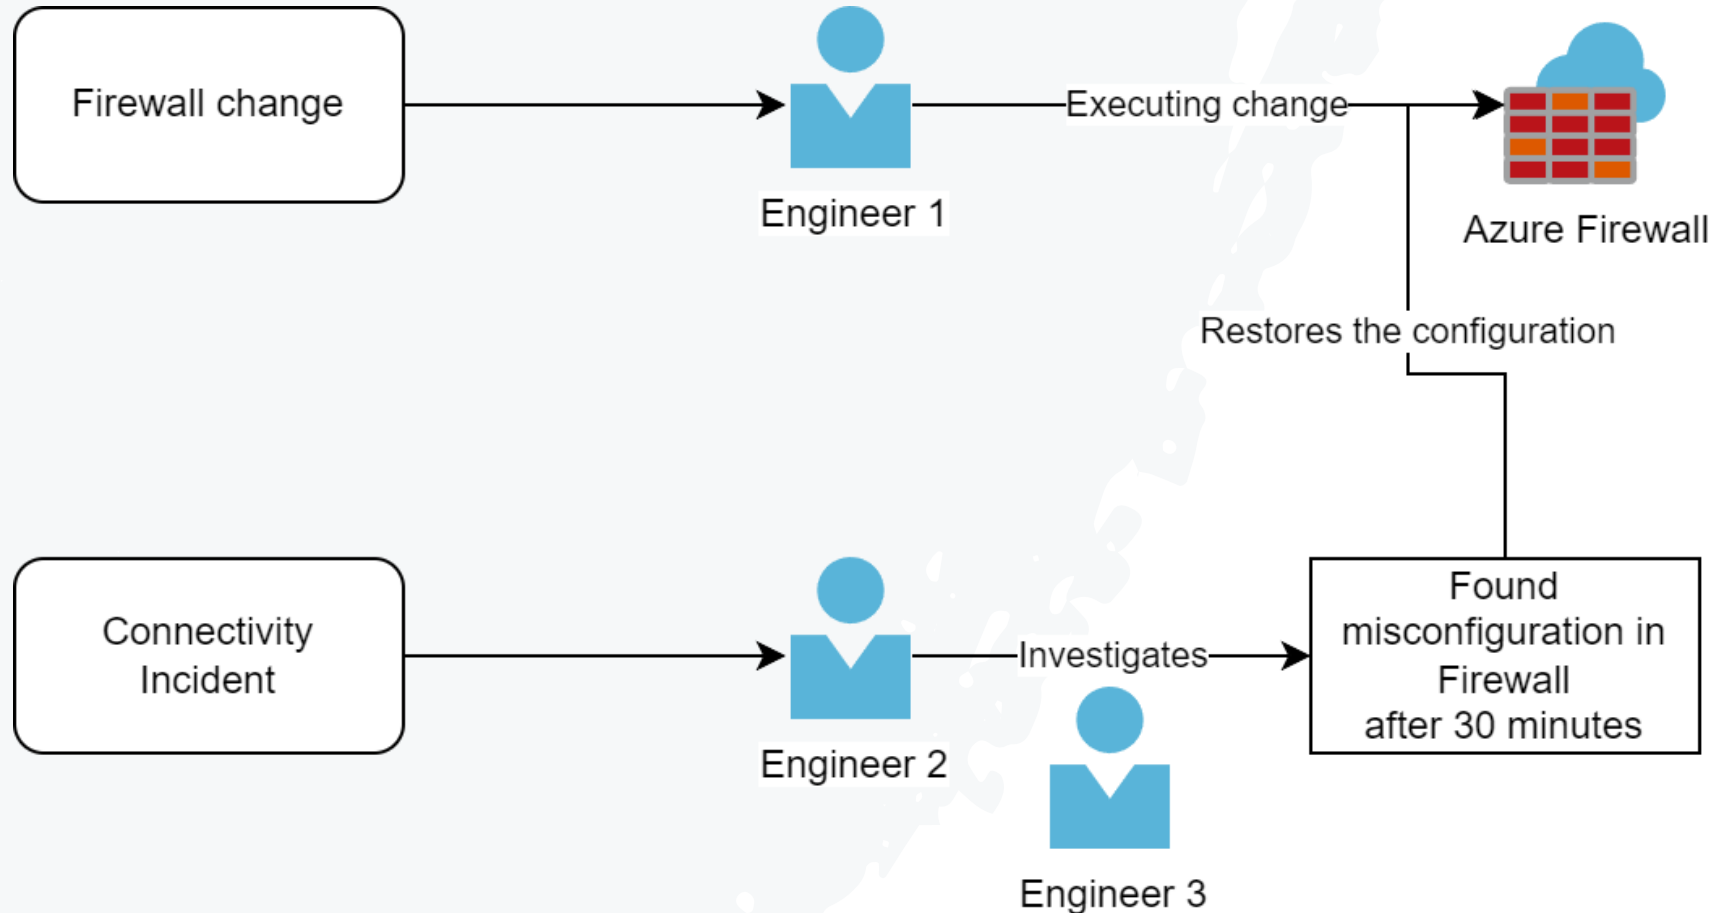 Firewall change
Executing change
Engineer 1
Azure Firewall
Restores the configuration
Connectivity
Incident
Investigates
Engineer 2
Engineer 3
Found
misconfiguration in
Firewall
after 30 minutes